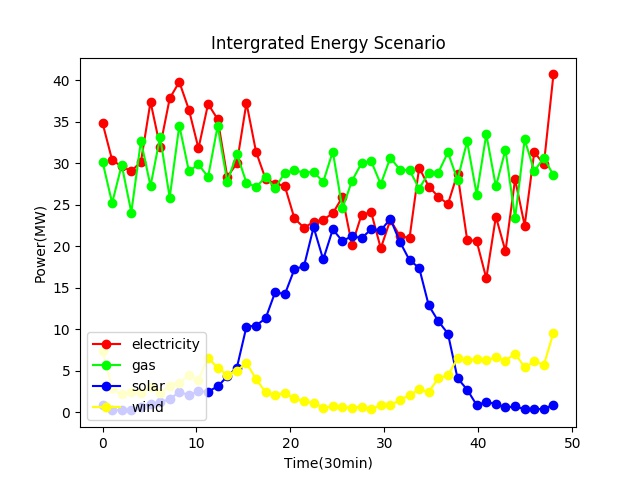 Intergrated Energy Scenario
Power(MW)
40
35
30
25
20
15
10
5
0
electricity
gas
solar
wind
0 10 20 30 40 50
Time(30min)